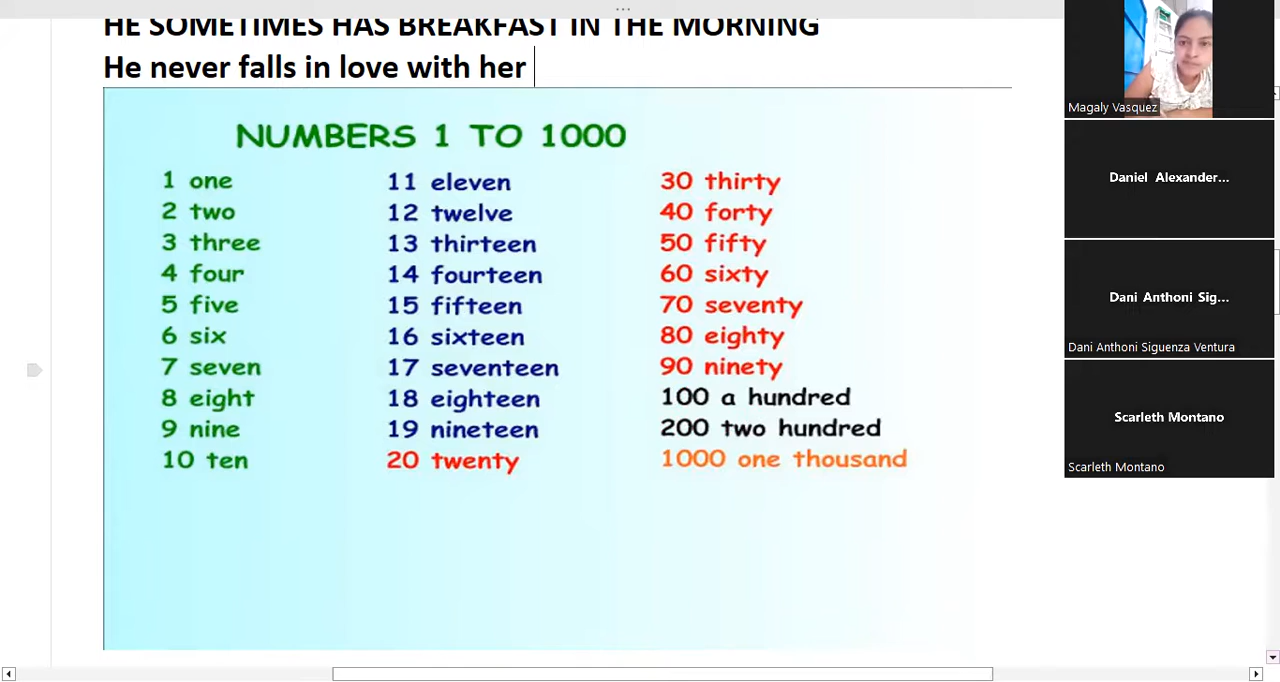 HE SOMETIMES HAS BREAKFAST IN THE MORNING
He never falls in love with her
NUMBERS 1 TO 1000
1 one
2 two
3 three
4 four
5 five
6 six
7 seven
8 eight
9 nine
10 ten
11 eleven
12 twelve
13 thirteen
14 fourteen
15 fifteen
16 sixteen
17 seventeen
18 eighteen
19 nineteen
20 twenty
30 thirty
40 forty
50 fifty
60 sixty
70 seventy
80 eighty
90 ninety
100 a hundred
200 two hundred
1000 one thousand
Magaly Vasquez
Daniel Alexander...
Dani Anthoni Sig...
Dani Anthoni Siguenza Ventura
Scarleth Montano
Scarleth Montano